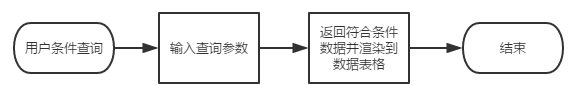 用户条件查询
输入查询参数
返回符合条件
数据并渲染到
数据表格
结束